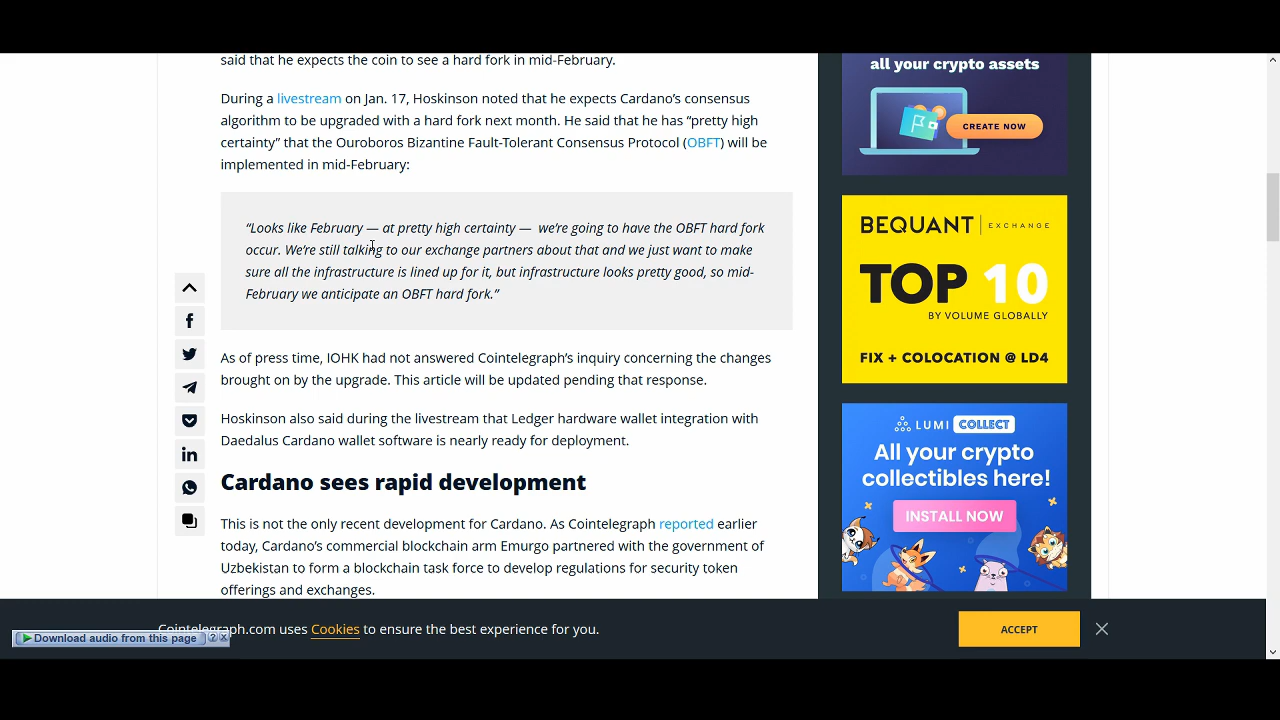 said that he expects the coin to see a hard fork in mid-February.
During a livestream on Jan. 17, Hoskinson noted that he expects Cardano’s consensus
algorithm to be upgraded with a hard fork next month. He said that he has “pretty high
certainty” that the Ouroboros Bizantine Fault-Tolerant Consensus Protocol (OBFT) will be
implemented in mid-February:
“Looks like February — at pretty high certainty — we’re going to have the OBFT hard fork
occur. We’re still talking to our exchange partners about that and we just want to make
sure all the infrastructure is lined up for it, but infrastructure looks pretty good, so mid-
February we anticipate an OBFT hard fork.”
As of press time, IOHK had not answered Cointelegraph’s inquiry concerning the changes
brought on by the upgrade. This article will be updated pending that response.
Hoskinson also said during the livestream that Ledger hardware wallet integration with
Daedalus Cardano wallet software is nearly ready for deployment.
Cardano sees rapid development
This is not the only recent development for Cardano. As Cointelegraph reported earlier
today, Cardano’s commercial blockchain arm Emurgo partnered with the government of
Uzbekistan to form a blockchain task force to develop regulations for security token
offerings and exchanges.
all your crypto assets
CREATE NOW
BEQUANT | EXCHANGE
TOP 10
BY VOLUME GLOBALLY
FIX + COLOCATION @ LD4
LUMI COLLECT
All your crypto
collectibles here!
INSTALL NOW
Cointelegraph.com uses Cookies to ensure the best experience for you.
ACCEPT
Download audio from this page ? x